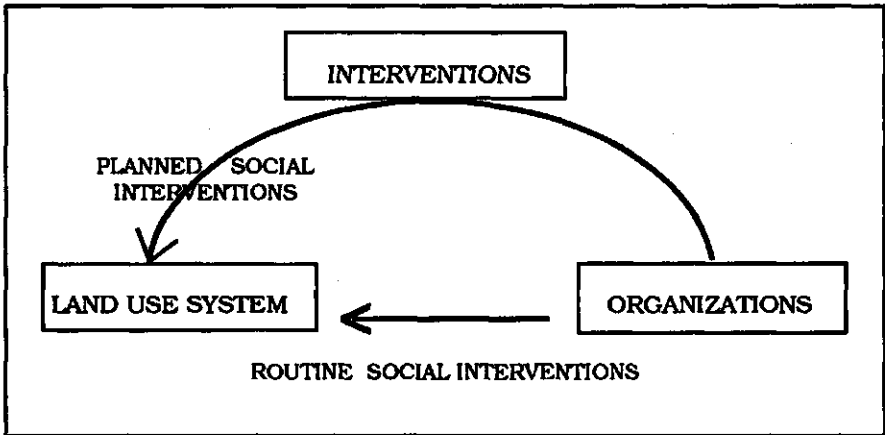 INTERVENTIONS
PLANNED SOCIAL
INTERVENTIONS
LAND USE SYSTEM
ORGANIZATIONS
ROUTINE SOCIAL INTERVENTIONS